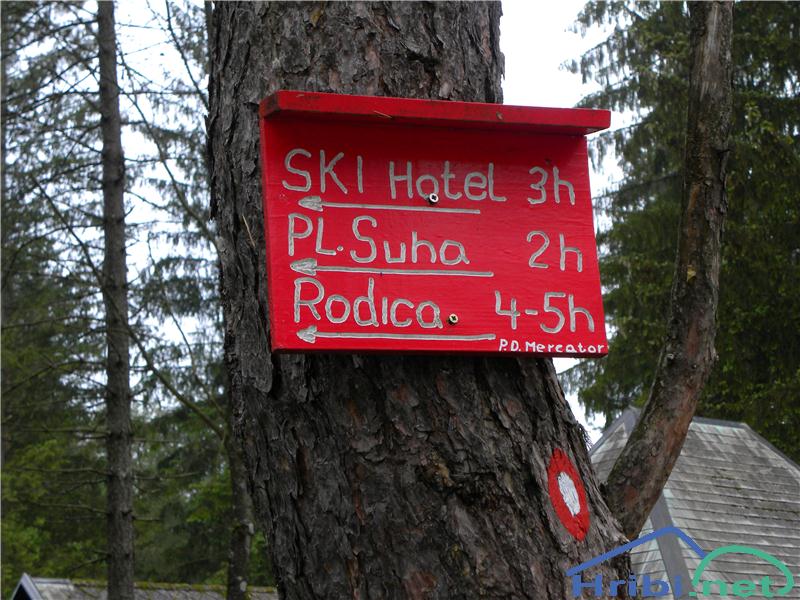 SKI Hotel 3h
PL. Suha 2h
Rodica 4-5h
P.D. Mercator
Hribi.net